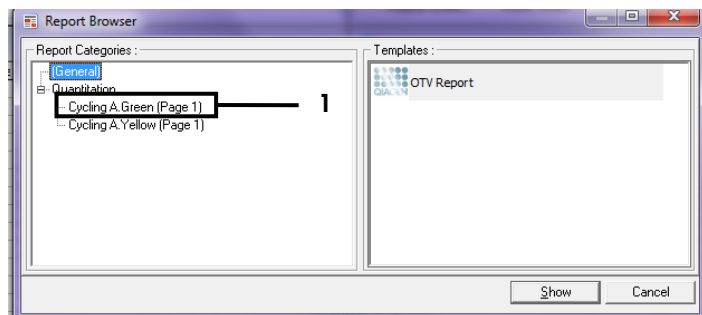 Report Browser
Report Categories :
(General)
Quantitation
Cycling A.Green (Page 1)
Cycling A.Yellow (Page 1)
1
Templates :
QIAGEN
OTV Report
Show
Cancel